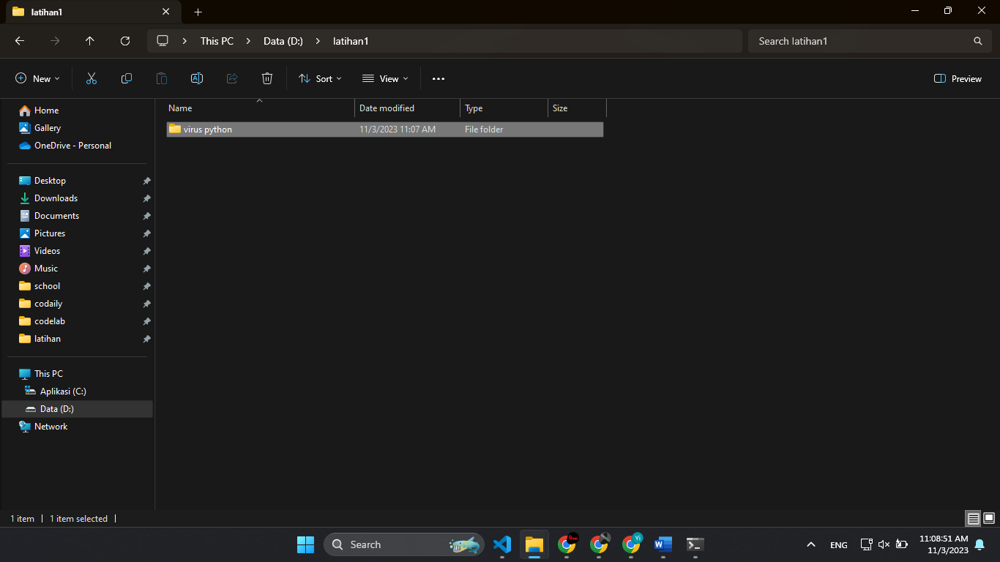 latihan1
This PC
Data (D:)
latihan1
Search latihan1
New
Sort
View
Preview
Home
Gallery
OneDrive - Personal
Desktop
Downloads
Documents
Pictures
Videos
Music
school
codaily
codelab
latihan
This PC
Aplikasi (C:)
Data (D:)
Network
Name Date modified Type Size
virus python 11/3/2023 11:07 AM File folder
1 item 1 item selected
Search
Yi
ENG
11:08:51 AM
11/3/2023